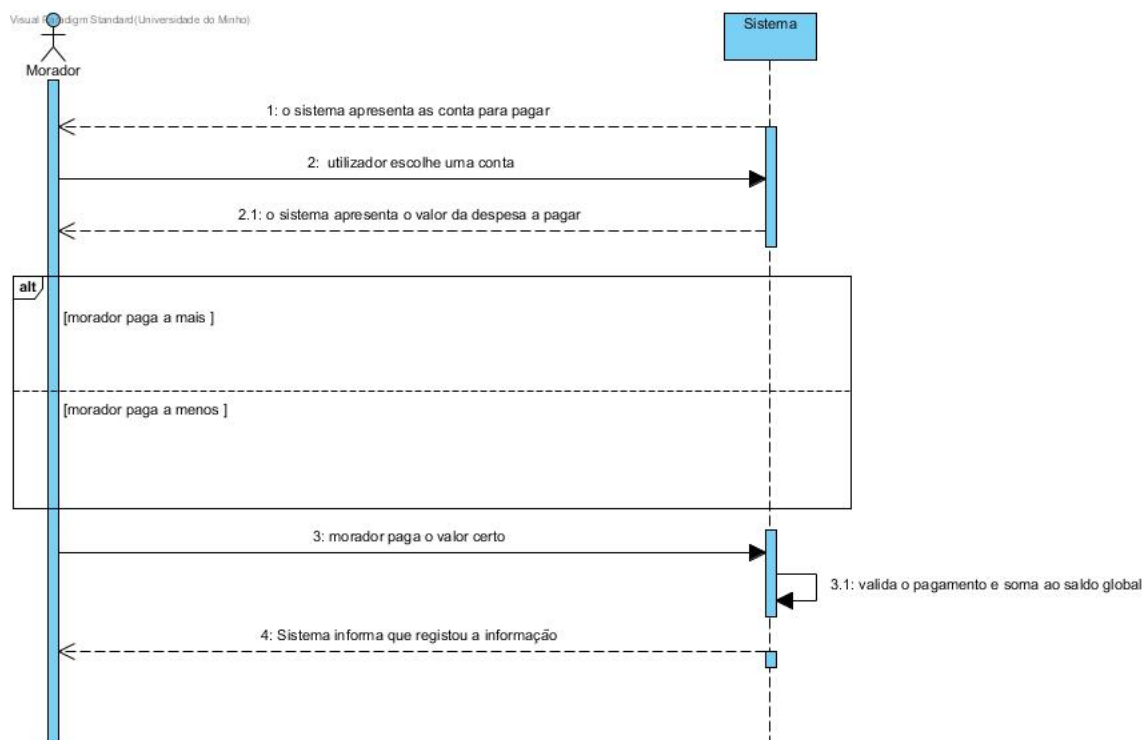 Visual Paradigm Standard(Universidade do Minho)
Sistema
Morador
1: o sistema apresenta as conta para pagar
2: utilizador escolhe uma conta
2.1: o sistema apresenta o valor da despesa a pagar
alt
[morador paga a mais ]
[morador paga a menos ]
3: morador paga o valor certo
3.1: valida o pagamento e soma ao saldo global
4: Sistema informa que registou a informação